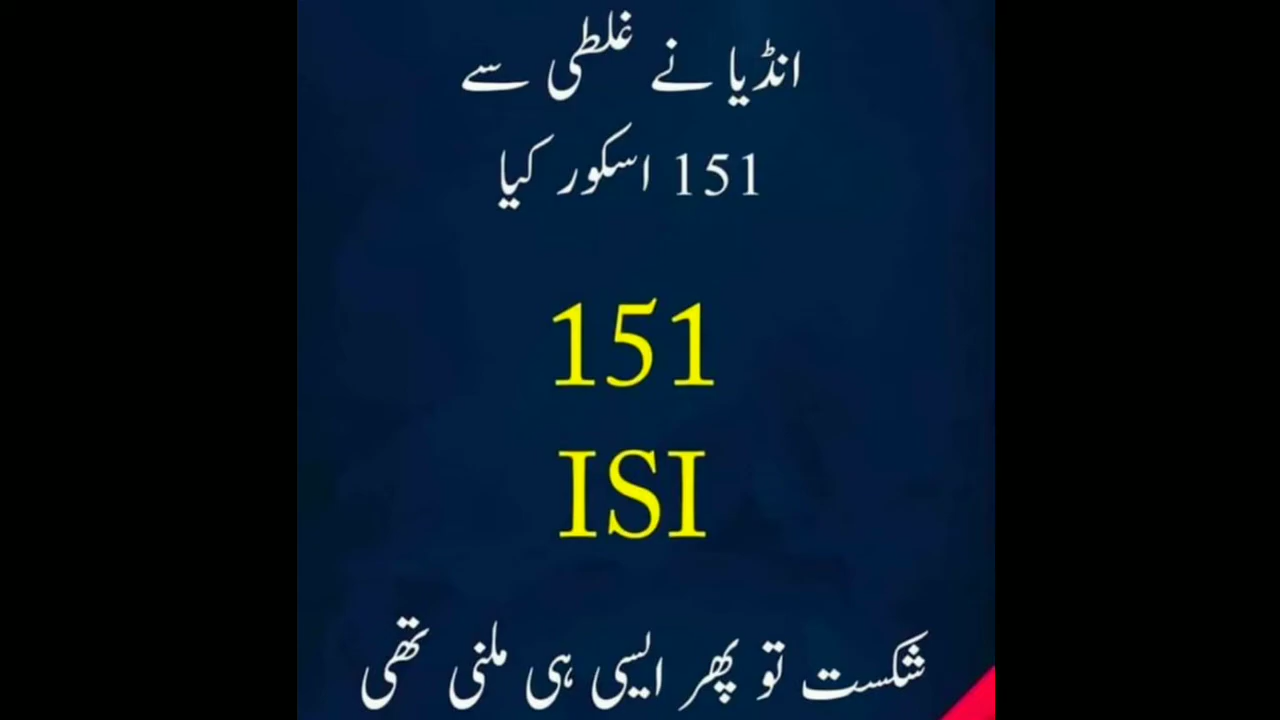 انڈیا نے غلطی سے
151 اسکور کیا
151
ISI
شکست تو پھر ایسی ہی ملنی تھی